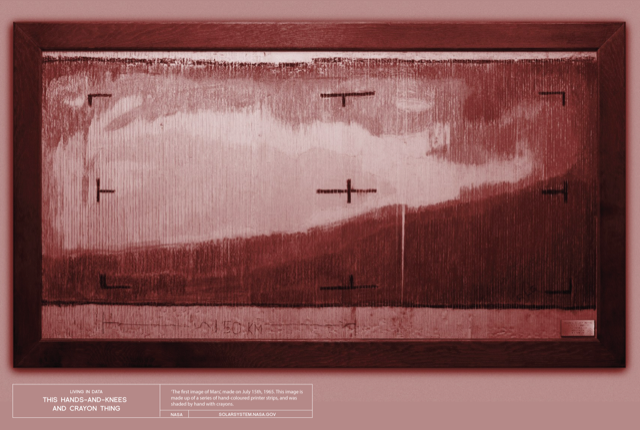 ~150 KM
LIVING IN DATA
THIS HANDS-AND-KNEES
AND CRAYON THING
'The first image of Mars', made on July 15th, 1965. This image is
made up of a series of hand-coloured printer strips, and was
shaded by hand with crayons.
NASA
SOLARSYSTEM.NASA.GOV